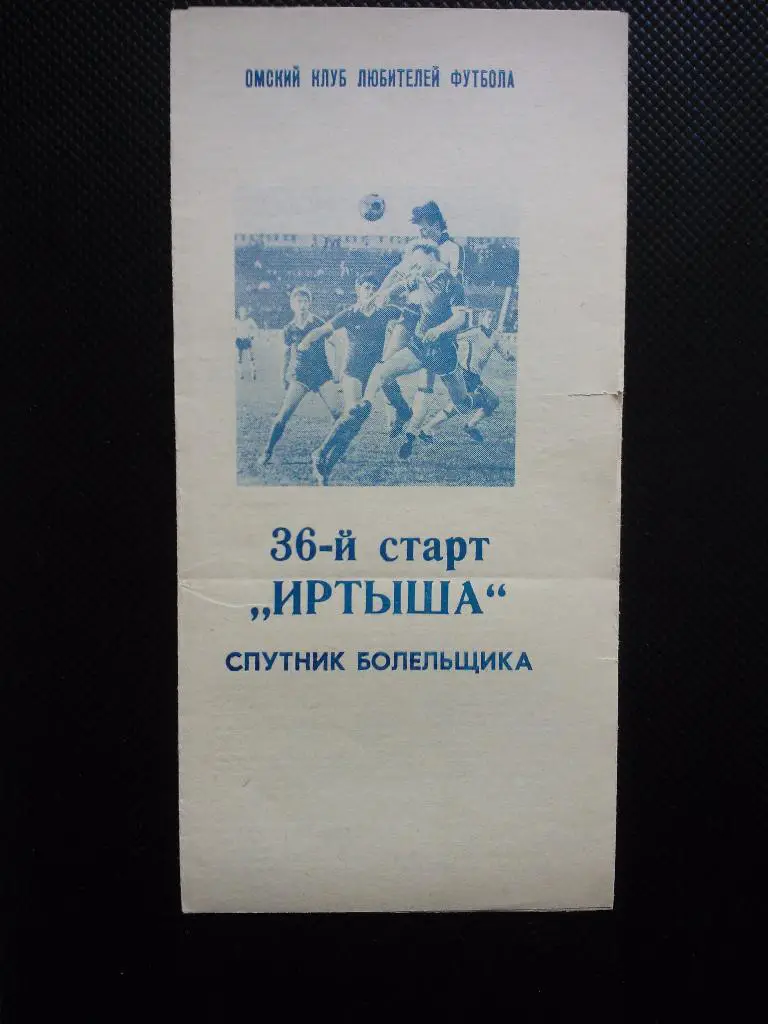 ОМСКИЙ КЛУБ ЛЮБИТЕЛЕЙ ФУТБОЛА
36-й старт
„ИРТЫША“
СПУТНИК БОЛЕЛЬЩИКА